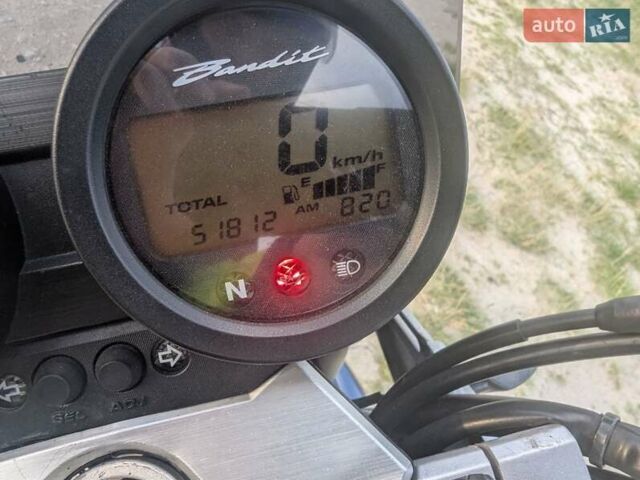 auto RIA
Bandit
0 km/h
E F
TOTAL
51812 AM 8:20
N
SEL ADJ